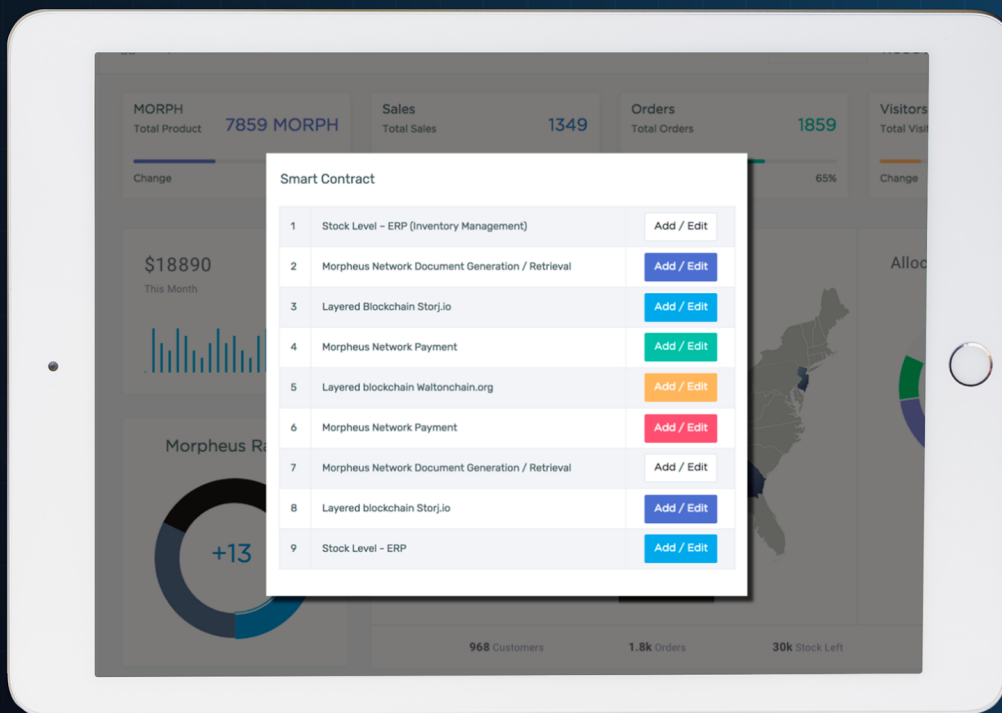 MORPH
Total Product 7859 MORPH
Change
Sales
Total Sales 1349
Orders
Total Orders 1859
65%
Visitors
Total
Change
Smart Contract
1 Stock Level – ERP (Inventory Management) Add / Edit
2 Morpheus Network Document Generation / Retrieval Add / Edit
3 Layered Blockchain Storj.io Add / Edit
4 Morpheus Network Payment Add / Edit
5 Layered blockchain Waltonchain.org Add / Edit
6 Morpheus Network Payment Add / Edit
7 Morpheus Network Document Generation / Retrieval Add / Edit
8 Layered blockchain Storj.io Add / Edit
9 Stock Level - ERP Add / Edit
$18890
This Month
Morpheus
+13
968 Customers 1.8k Orders 30k Stock Left